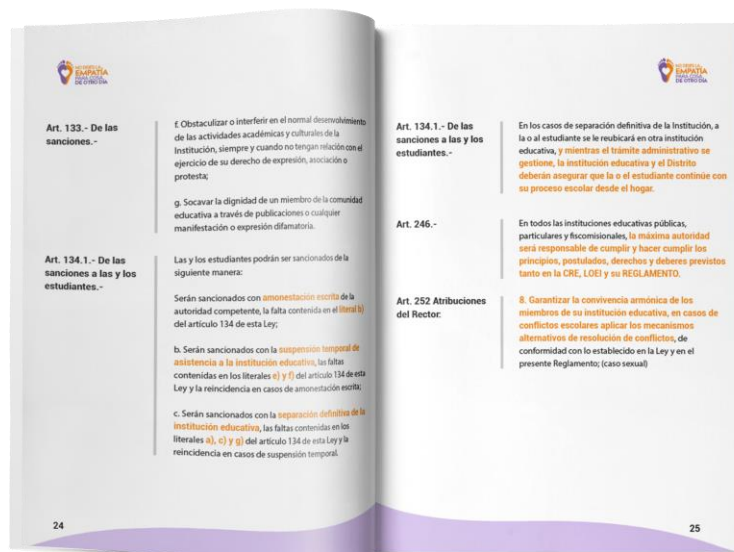 NO DEJES LA
EMPATÍA
PARA COSA
DE OTRO DÍA
Art. 133.- De las
sanciones.-
f. Obstaculizar o interferir en el normal desenvolvimiento
de las actividades académicas y culturales de la
Institución, siempre y cuando no tengan relación con el
ejercicio de su derecho de expresión, asociación o
protesta;
g. Socavar la dignidad de un miembro de la comunidad
educativa a través de publicaciones o cualquier
manifestación o expresión difamatoria.
Art. 134.1.- De las
sanciones a las y los
estudiantes.-
Las y los estudiantes podrán ser sancionados de la
siguiente manera:
Serán sancionados con amonestación escrita de la
autoridad competente, la falta contenida en el literal b)
del artículo 134 de esta Ley;
b. Serán sancionados con la suspensión temporal de
asistencia a la institución educativa, las faltas
contenidas en los literales e) y f) del artículo 134 de esta
Ley y la reincidencia en casos de amonestación escrita;
c. Serán sancionados con la separación definitiva de la
institución educativa, las faltas contenidas en los
literales a), c) y g) del artículo 134 de esta Ley y la
reincidencia en casos de suspensión temporal.
24
NO DEJES LA
EMPATÍA
PARA COSA
DE OTRO DÍA
Art. 134.1.- De las
sanciones a las y los
estudiantes.-
En los casos de separación definitiva de la Institución, a
la o al estudiante se le reubicará en otra institución
educativa, y mientras el trámite administrativo se
gestione, la institución educativa y el Distrito
deberán asegurar que la o el estudiante continúe con
su proceso escolar desde el hogar.
Art. 246.-
En todos las instituciones educativas públicas,
particulares y fiscomisionales, la máxima autoridad
será responsable de cumplir y hacer cumplir los
principios, postulados, derechos y deberes previstos
tanto en la CRE, LOEI y su REGLAMENTO.
Art. 252 Atribuciones
del Rector:
8. Garantizar la convivencia armónica de los
miembros de su institución educativa, en casos de
conflictos escolares aplicar los mecanismos
alternativos de resolución de conflictos, de
conformidad con lo establecido en la Ley y en el
presente Reglamento; (caso sexual)
25